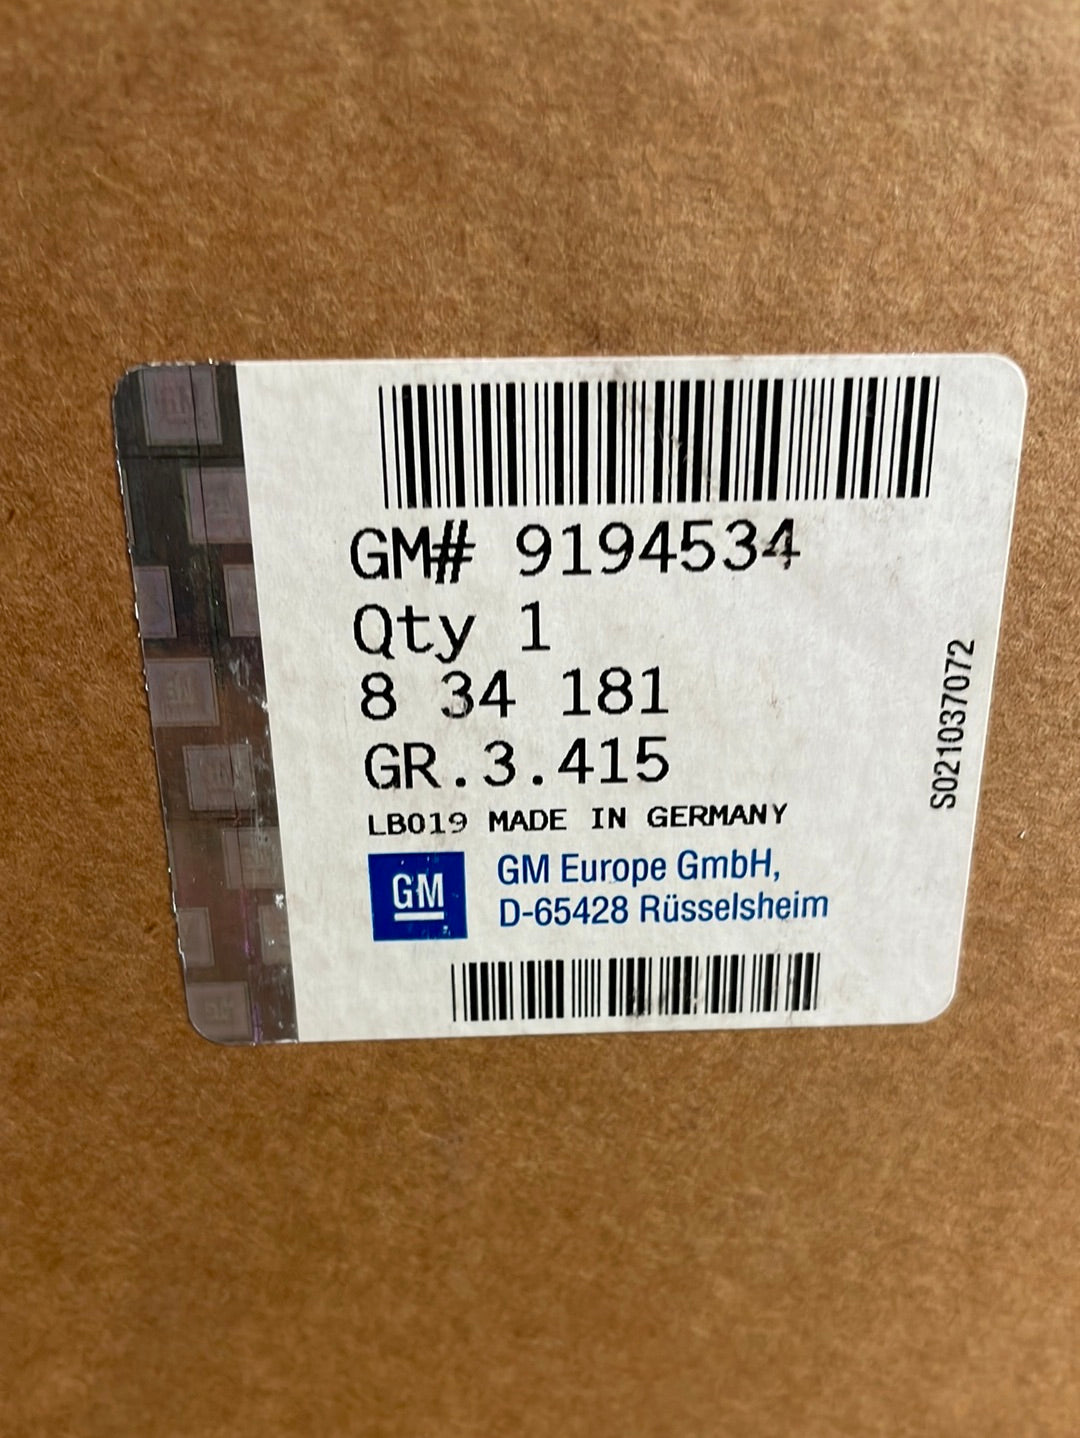 GM# 9194534
Qty 1
8 34 181
GR.3.415
LB019 MADE IN GERMANY
GM
GM Europe GmbH,
D-65428 Rüsselsheim
S021037072